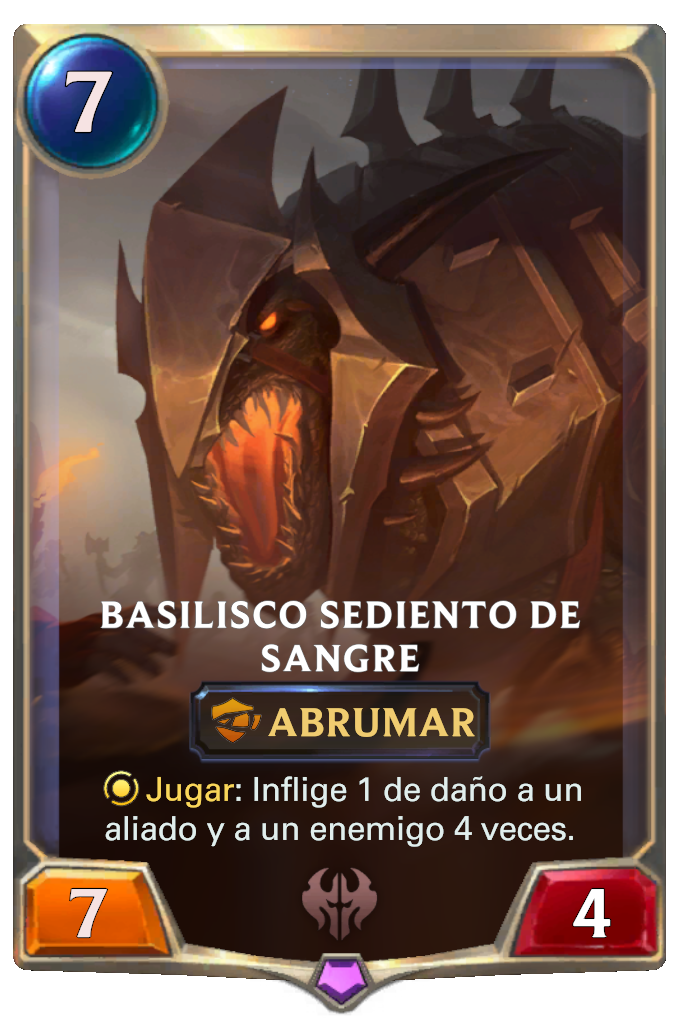 7
BASILISCO SEDIENTO DE
SANGRE
ABRUMAR
Jugar: Inflige 1 de daño a un
aliado y a un enemigo 4 veces.
7
4